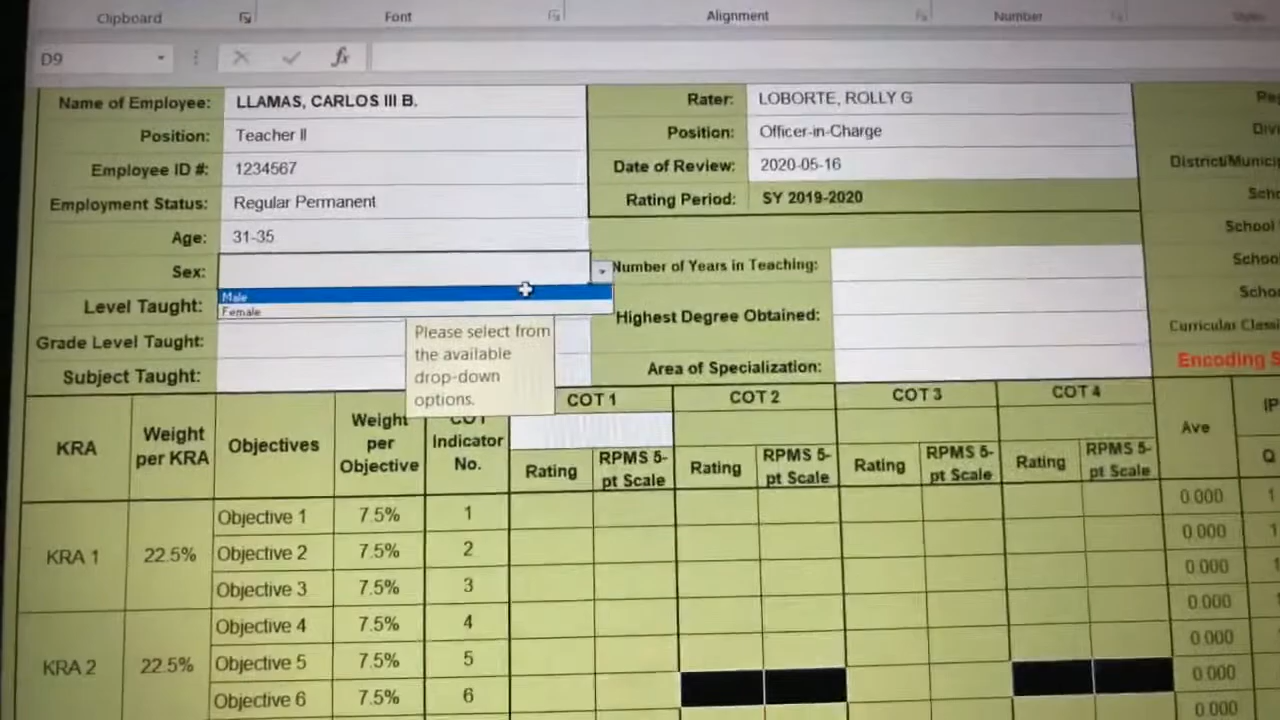 Clipboard Font Alignment Number
D9 fx
Name of Employee: LLAMAS, CARLOS III B. Rater: LOBORTE, ROLLY G
Position: Teacher II Position: Officer-in-Charge
Employee ID #: 1234567 Date of Review: 2020-05-16 District/Munici
Employment Status: Regular Permanent Rating Period: SY 2019-2020
Age: 31-35 School
Sex: Number of Years in Teaching:
Male
Female
Level Taught: Highest Degree Obtained:
Please select from
the available
drop-down
options.
Grade Level Taught:
Subject Taught: Area of Specialization:
Encoding S
KRA Weight per KRA Objectives Weight per Objective COT Indicator No. COT 1 COT 2 COT 3 COT 4 Ave
Rating RPMS 5-pt Scale Rating RPMS 5-pt Scale Rating RPMS 5-pt Scale Rating RPMS 5-pt Scale Q
KRA 1 22.5% Objective 1 7.5% 1 0.000
Objective 2 7.5% 2 0.000
Objective 3 7.5% 3 0.000
KRA 2 22.5% Objective 4 7.5% 4 0.000
Objective 5 7.5% 5 0.000
Objective 6 7.5% 6 0.000
0.000